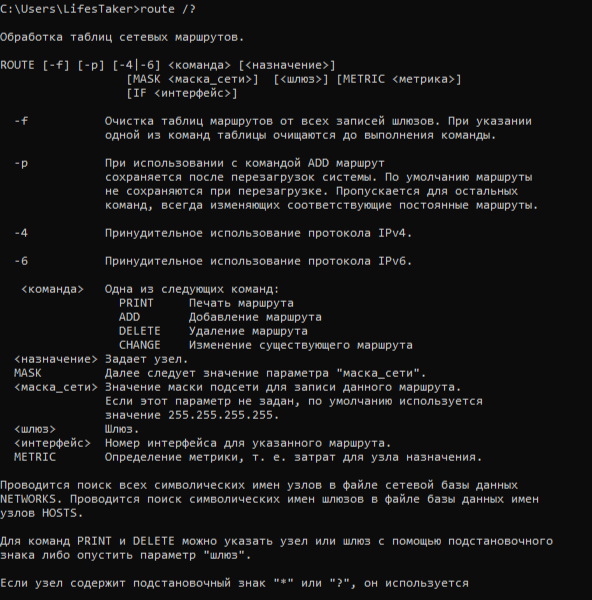 C:\Users\LifesTaker>route /?
Обработка таблиц сетевых маршрутов.
ROUTE [-f] [-p] [-4|-6] <команда> [<назначение>]
[MASK <маска_сети>] [<шлюз>] [METRIC <метрика>]
[IF <интерфейс>]
-f Очистка таблиц маршрутов от всех записей шлюзов. При указании
одной из команд таблицы очищаются до выполнения команды.
-p При использовании с командой ADD маршрут
сохраняется после перезагрузок системы. По умолчанию маршруты
не сохраняются при перезагрузке. Пропускается для остальных
команд, всегда изменяющих соответствующие постоянные маршруты.
-4 Принудительное использование протокола IPv4.
-6 Принудительное использование протокола IPv6.
<команда> Одна из следующих команд:
PRINT Печать маршрута
ADD Добавление маршрута
DELETE Удаление маршрута
CHANGE Изменение существующего маршрута
<назначение> Задает узел.
MASK Далее следует значение параметра "маска_сети".
<маска_сети> Значение маски подсети для записи данного маршрута.
Если этот параметр не задан, по умолчанию используется
значение 255.255.255.255.
<шлюз> Шлюз.
<интерфейс> Номер интерфейса для указанного маршрута.
METRIC Определение метрики, т. е. затрат для узла назначения.
Проводится поиск всех символических имен узлов в файле сетевой базы данных
NETWORKS. Проводится поиск символических имен шлюзов в файле базы данных имен
узлов HOSTS.
Для команд PRINT и DELETE можно указать узел или шлюз с помощью подстановочного
знака либо опустить параметр "шлюз".
Если узел содержит подстановочный знак "*" или "?", он используется